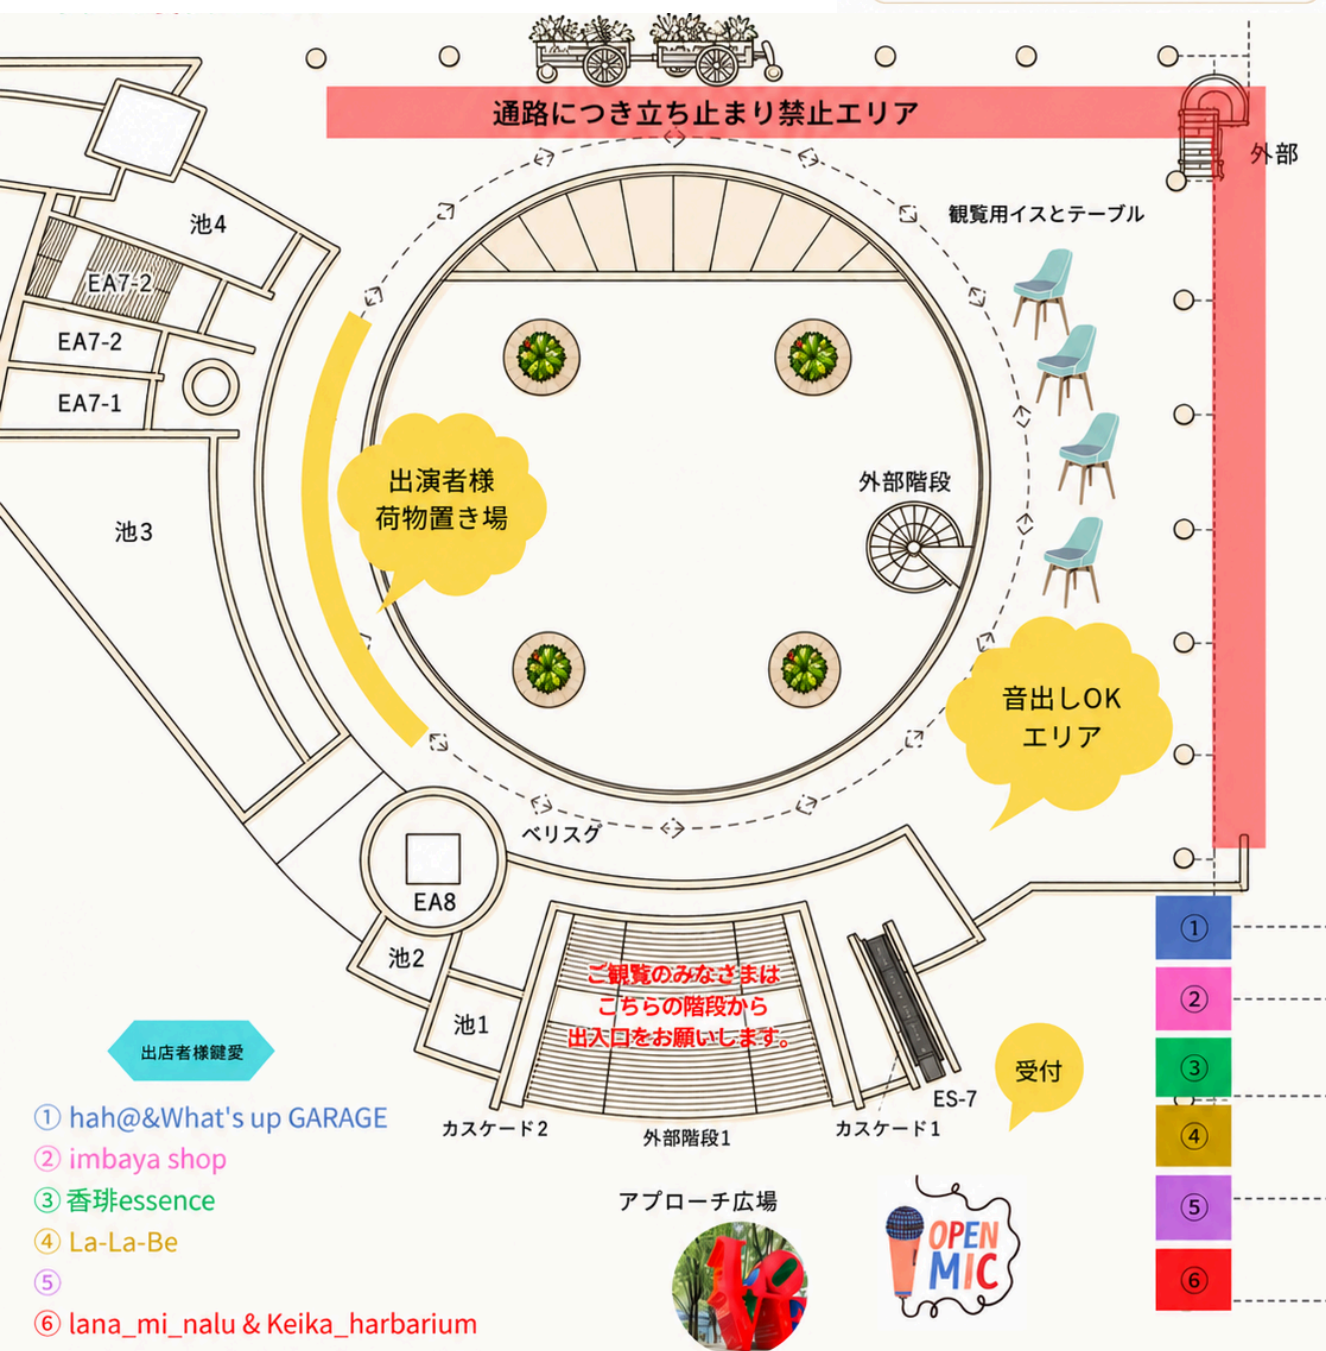 通路につき立ち止まり禁止エリア
外部
観覧用イスとテーブル
池4
EA7-2
EA7-2
EA7-1
出演者様
荷物置き場
外部階段
池3
音出しOK
エリア
ベリスグ
EA8
池2
池1
ご観覧のみなさまは
こちらの階段から
出入口をお願いします。
カスケード2
外部階段1
カスケード1
ES-7
受付
出店者様鍵愛
① hah@&What's up GARAGE
② imbaya shop
③ 香琲essence
④ La-La-Be
⑤
⑥ lana_mi_nalu & Keika_harbarium
アプローチ広場
OPEN
MIC
①
②
③
④
⑤
⑥